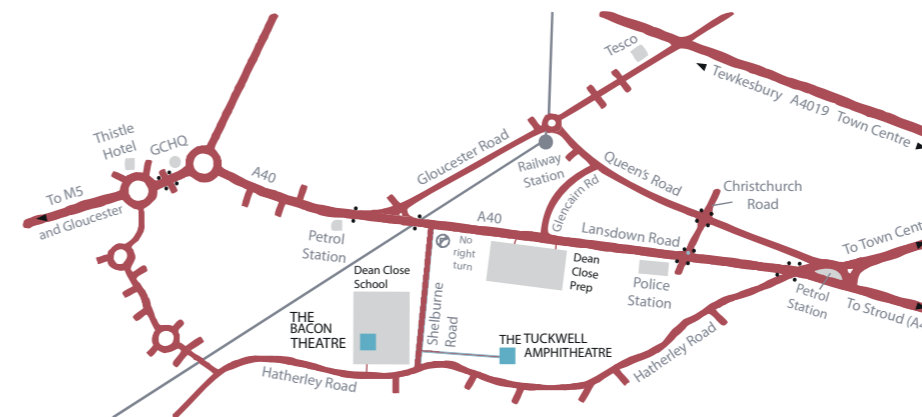 Tesco
Tewkesbury A4019 Town Centre
Thistle
Hotel
GCHQ
Gloucester Road
Railway
Station
Queen's Road
Christchurch
Road
To M5
and Gloucester
A40
Glencairn Rd
A40
Lansdown Road
Petrol
Station
No
right
turn
Dean
Close
Prep
Police
Station
To Town Cent
Petrol
Station
To Stroud (A4
Dean Close
School
THE
BACON
THEATRE
Shelburne
Road
THE TUCKWELL
AMPHITHEATRE
Hatherley Road
Hatherley Road